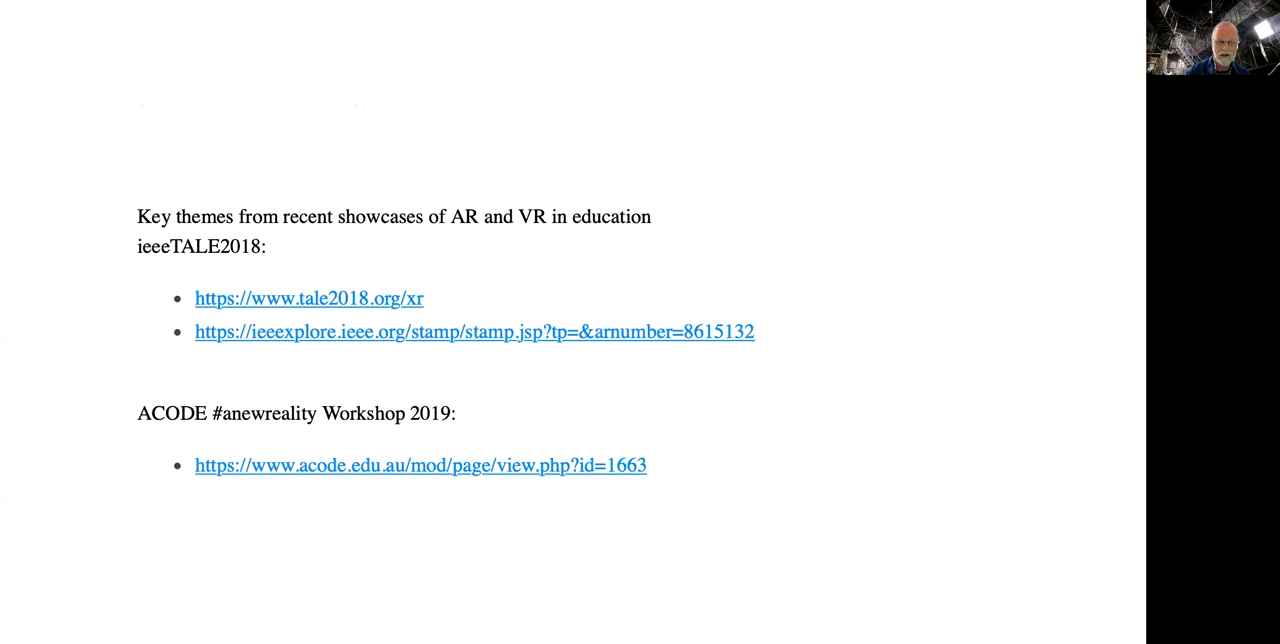 Key themes from recent showcases of AR and VR in education
ieeeTALE2018:
https://www.tale2018.org/xr
https://ieeexplore.ieee.org/stamp/stamp.jsp?tp=&arnumber=8615132
ACODE #anewreality Workshop 2019:
https://www.acode.edu.au/mod/page/view.php?id=1663